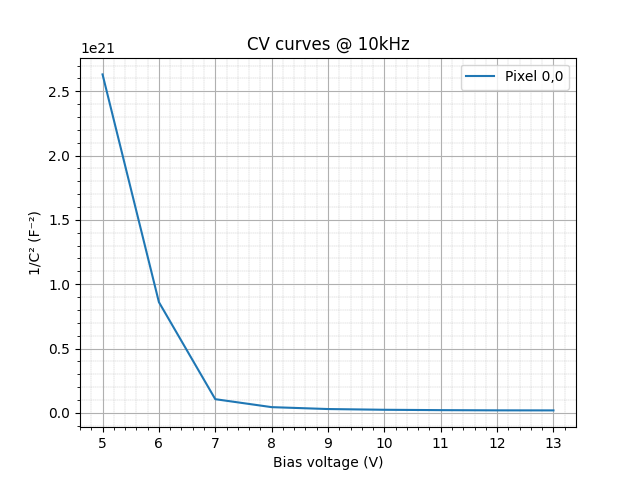 CV curves @ 10kHz
1e21
Pixel 0,0
2.5
2.0
1.5
1.0
0.5
0.0
1/C² (F⁻²)
5 6 7 8 9 10 11 12 13
Bias voltage (V)